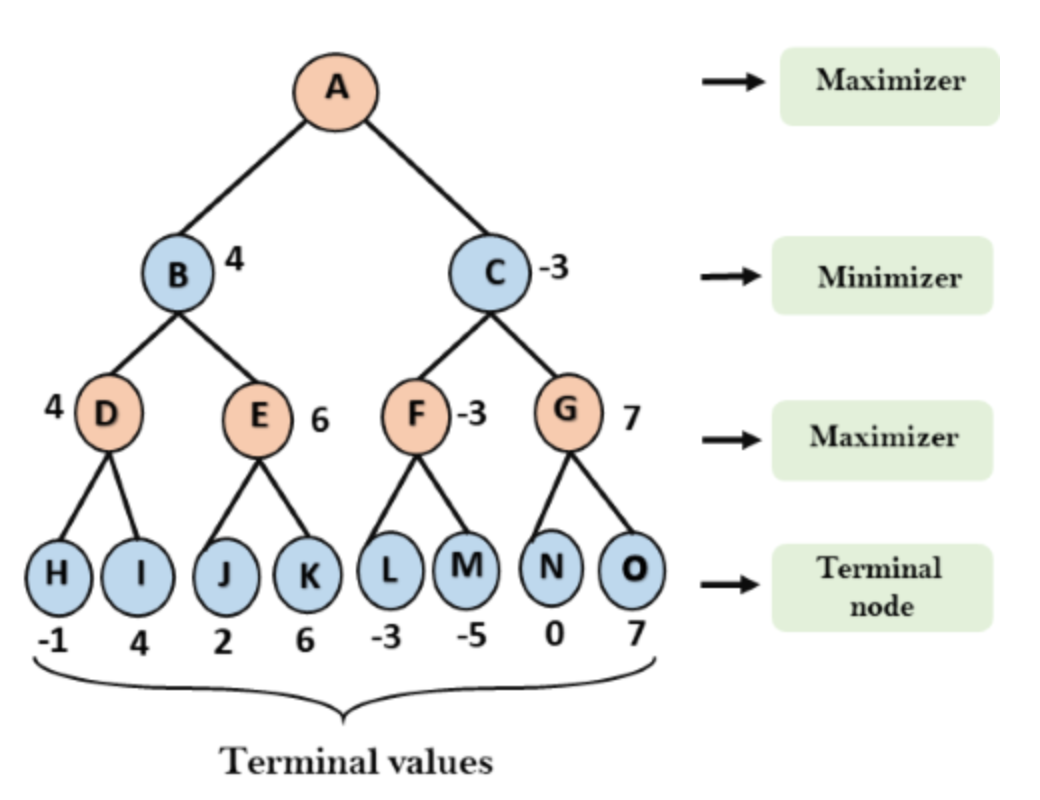 A
Maximizer
B
4
C
-3
Minimizer
4
D
E
6
F
-3
G
7
Maximizer
H
I
J
K
L
M
N
O
Terminal
node
-1
4
2
6
-3
-5
0
7
Terminal values